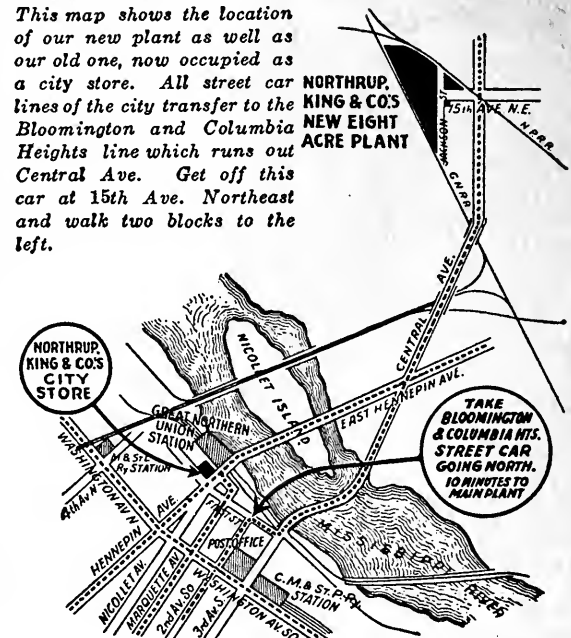 This map shows the location
of our new plant as well as
our old one, now occupied as
a city store. All street car
lines of the city transfer to the
Bloomington and Columbia
Heights line which runs out
Central Ave. Get off this
car at 15th Ave. Northeast
and walk two blocks to the
left.
NORTHRUP,
KING & CO.'S
NEW EIGHT
ACRE PLANT
JACKSON ST
15th AVE N.E.
N.P.R.R.
G.N.R.R.
CENTRAL AVE.
NORTHRUP,
KING & CO.'S
CITY
STORE
NICOLLET ISLAND
EAST HENNEPIN AVE.
GREAT NORTHERN
UNION
STATION
M & St L
Ry STATION
TAKE
BLOOMINGTON
& COLUMBIA HTS.
STREET CAR
GOING NORTH.
10 MINUTES TO
MAIN PLANT
WASHINGTON AV. N
4th Av N
HENNEPIN AVE.
NICOLLET AV.
MARQUETTE AV
2nd AV. SO
3rd AV. S
FIRST ST
POST OFFICE
WASHINGTON AV. SO.
C. M. & St. P. Ry
STATION
MISSISSIPPI
RIVER